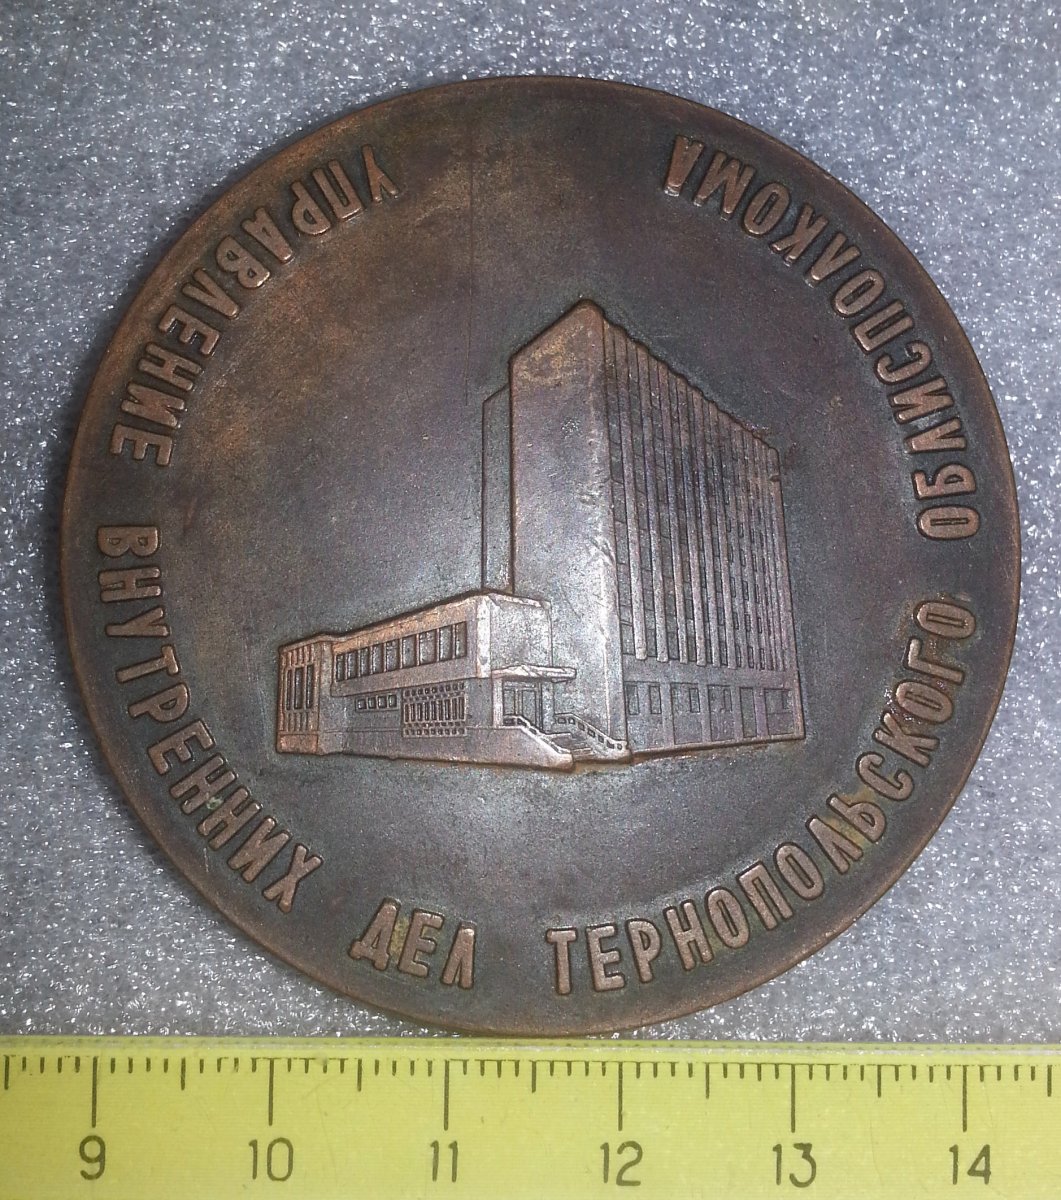 УПРАВЛЕНИЕ ВНУТРЕННИХ ДЕЛ ТЕРНОПОЛЬСКОГО ОБЛИСПОЛКОМА
9 10 11 12 13 14